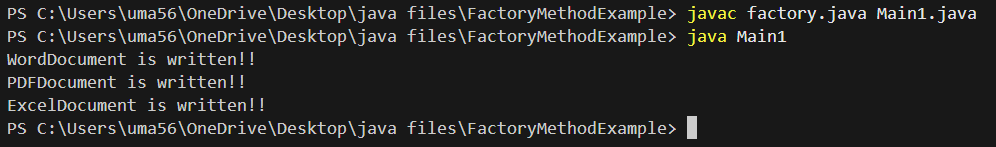 PS C:\Users\uma56\OneDrive\Desktop\java files\FactoryMethodExample> javac factory.java Main1.java
PS C:\Users\uma56\OneDrive\Desktop\java files\FactoryMethodExample> java Main1
WordDocument is written!!
PDFDocument is written!!
ExcelDocument is written!!
PS C:\Users\uma56\OneDrive\Desktop\java files\FactoryMethodExample>